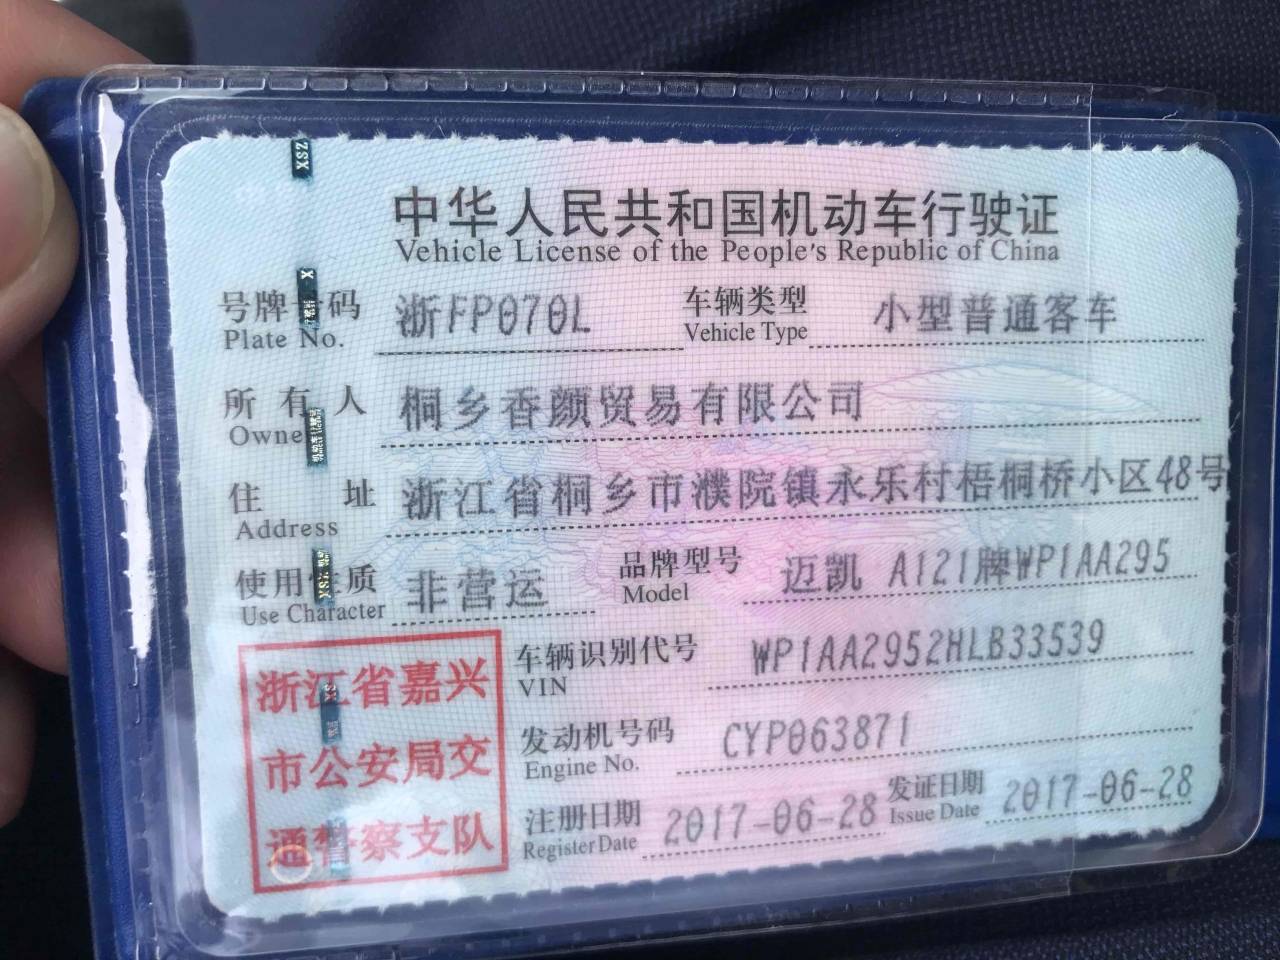 中华人民共和国机动车行驶证
Vehicle License of the People's Republic of China
号牌 码 浙FP070L 车辆类型 小型普通客车
Plate No. Vehicle Type
所有人 桐乡香颜贸易有限公司
Owner
住址 浙江省桐乡市濮院镇永乐村梧桐桥小区48号
Address
使用性质 非营运 品牌型号 迈凯 A121牌WP1AA295
Use Character Model
车辆识别代号 WP1AA2952HLB33539
VIN
发动机号码 CYP063871
Engine No.
注册日期 2017-06-28 发证日期 2017-06-28
Register Date Issue Date
浙江省嘉兴
市公安局交
通警察支队
XSZ